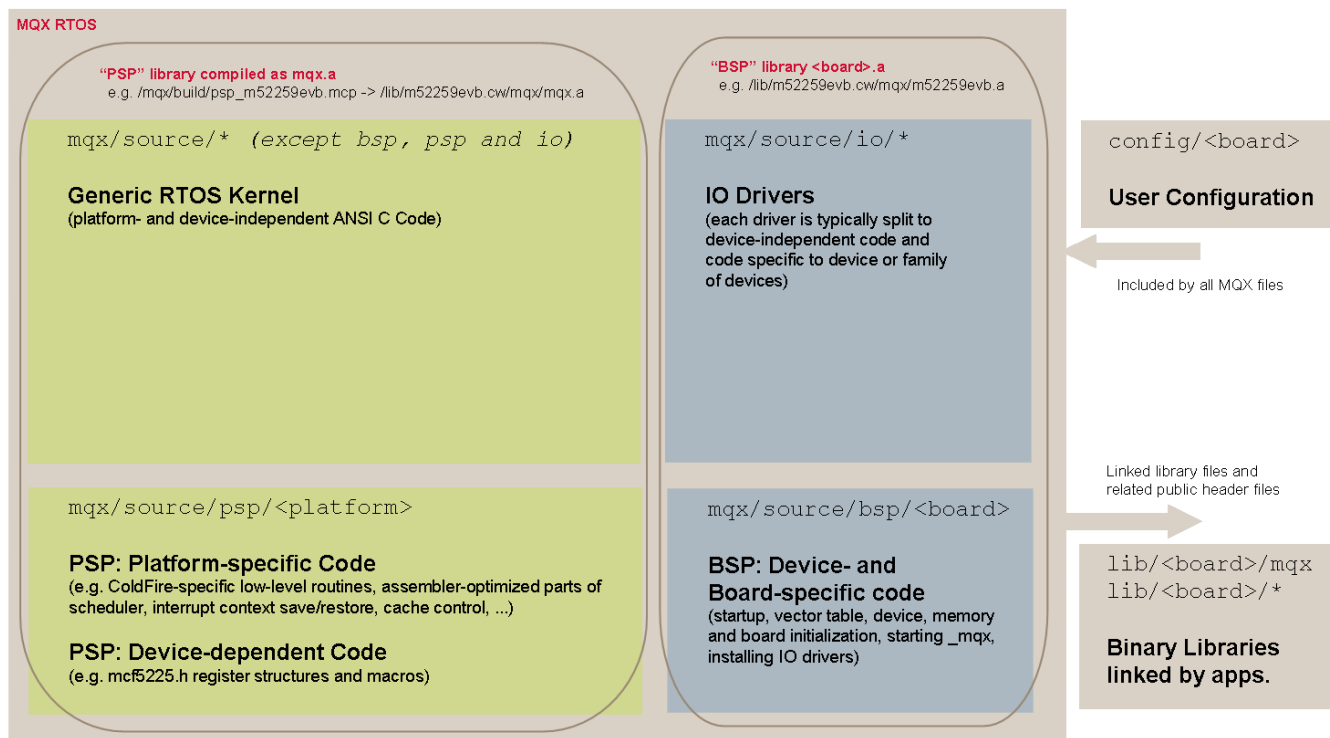 MQX RTOS
“PSP” library compiled as mqx.a
e.g. /mqx/build/psp_m52259evb.mcp -> /lib/m52259evb.cw/mqx/mqx.a
mqx/source/* (except bsp, psp and io)
Generic RTOS Kernel
(platform- and device-independent ANSI C Code)
mqx/source/psp/<platform>
PSP: Platform-specific Code
(e.g. ColdFire-specific low-level routines, assembler-optimized parts of
scheduler, interrupt context save/restore, cache control, ...)
PSP: Device-dependent Code
(e.g. mcf5225.h register structures and macros)
“BSP” library <board>.a
e.g. /lib/m52259evb.cw/mqx/m52259evb.a
mqx/source/io/*
IO Drivers
(each driver is typically split to
device-independent code and
code specific to device or family
of devices)
mqx/source/bsp/<board>
BSP: Device- and
Board-specific code
(startup, vector table, device, memory
and board initialization, starting _mqx,
installing IO drivers)
config/<board>
User Configuration
Included by all MQX files
Linked library files and
related public header files
lib/<board>/mqx
lib/<board>/*
Binary Libraries
linked by apps.